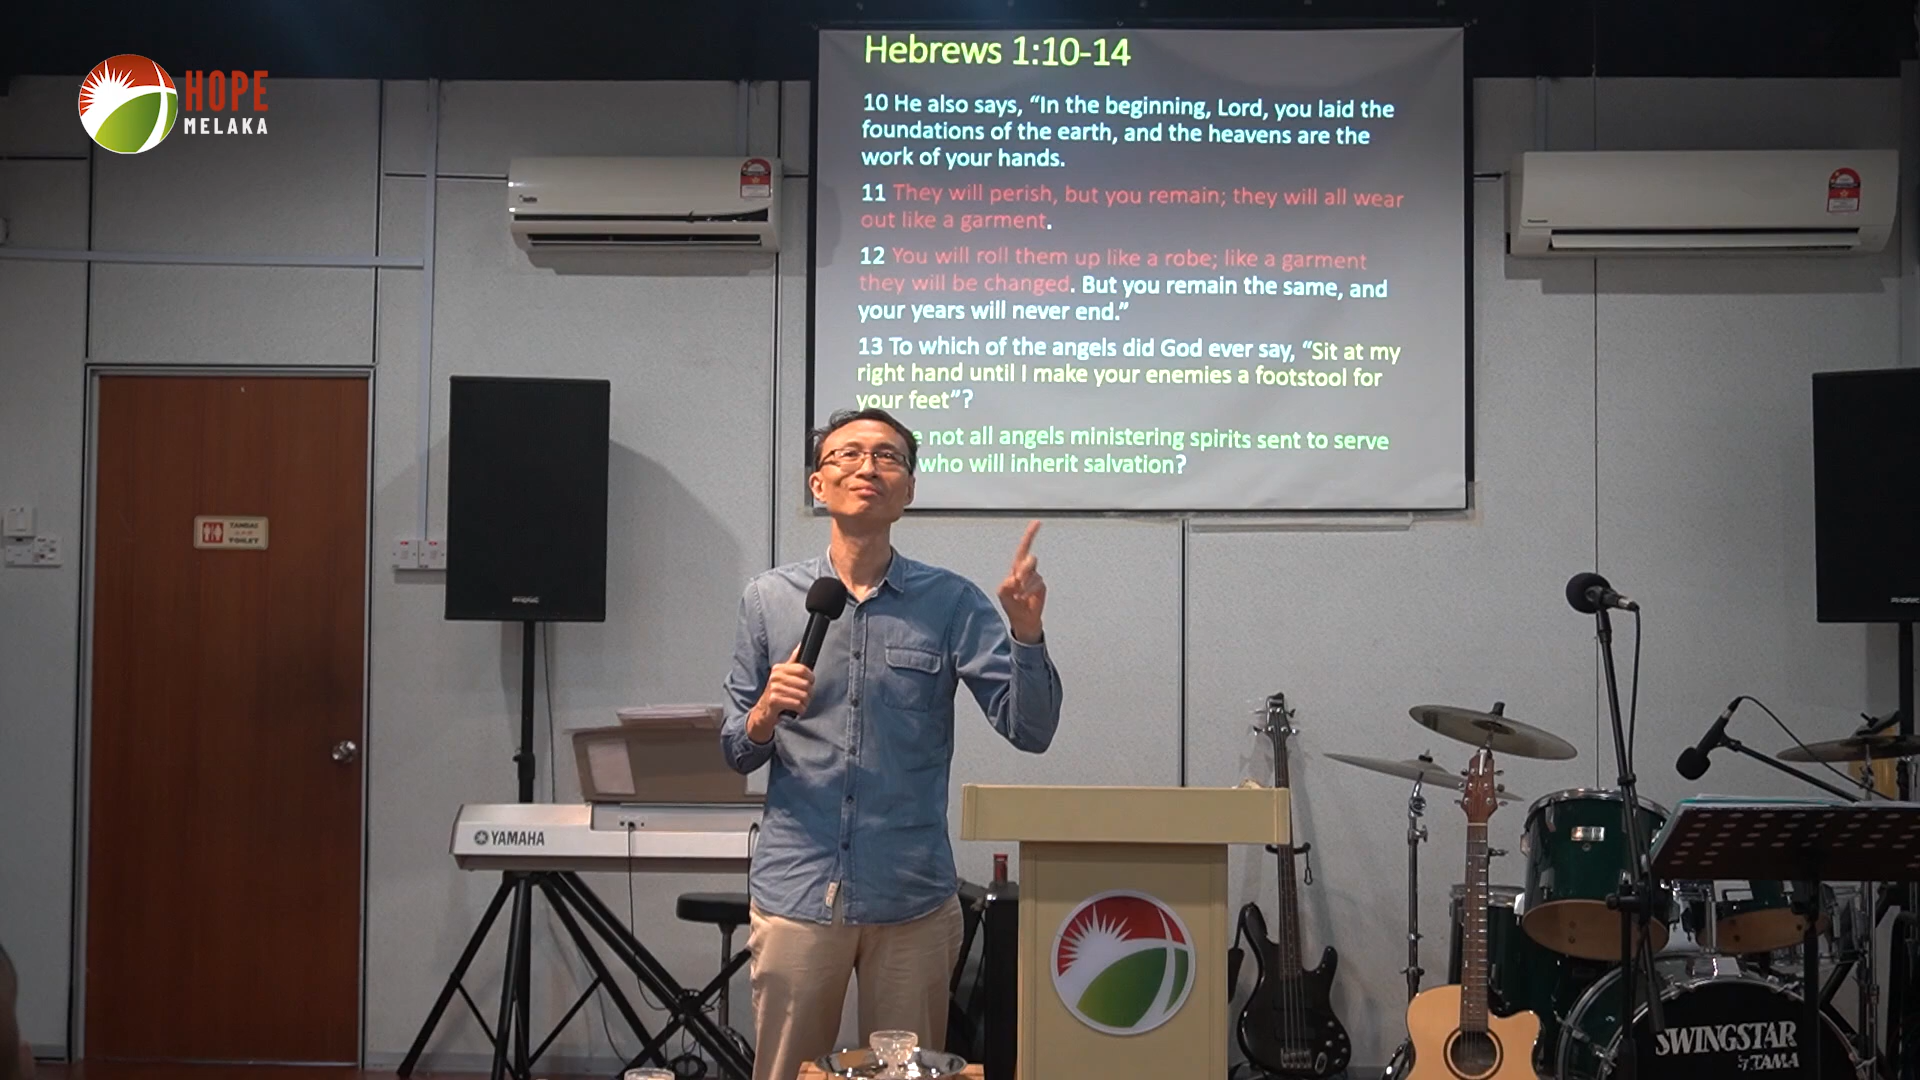 HOPE
MELAKA
Hebrews 1:10-14
10 He also says, “In the beginning, Lord, you laid the
foundations of the earth, and the heavens are the
work of your hands.
11 They will perish, but you remain; they will all wear
out like a garment.
12 You will roll them up like a robe; like a garment
they will be changed. But you remain the same, and
your years will never end.”
13 To which of the angels did God ever say, “Sit at my
right hand until I make your enemies a footstool for
your feet”?
not all angels ministering spirits sent to serve
who will inherit salvation?
TANDAS
TOILET
YAMAHA
SWINGSTAR
TAMA